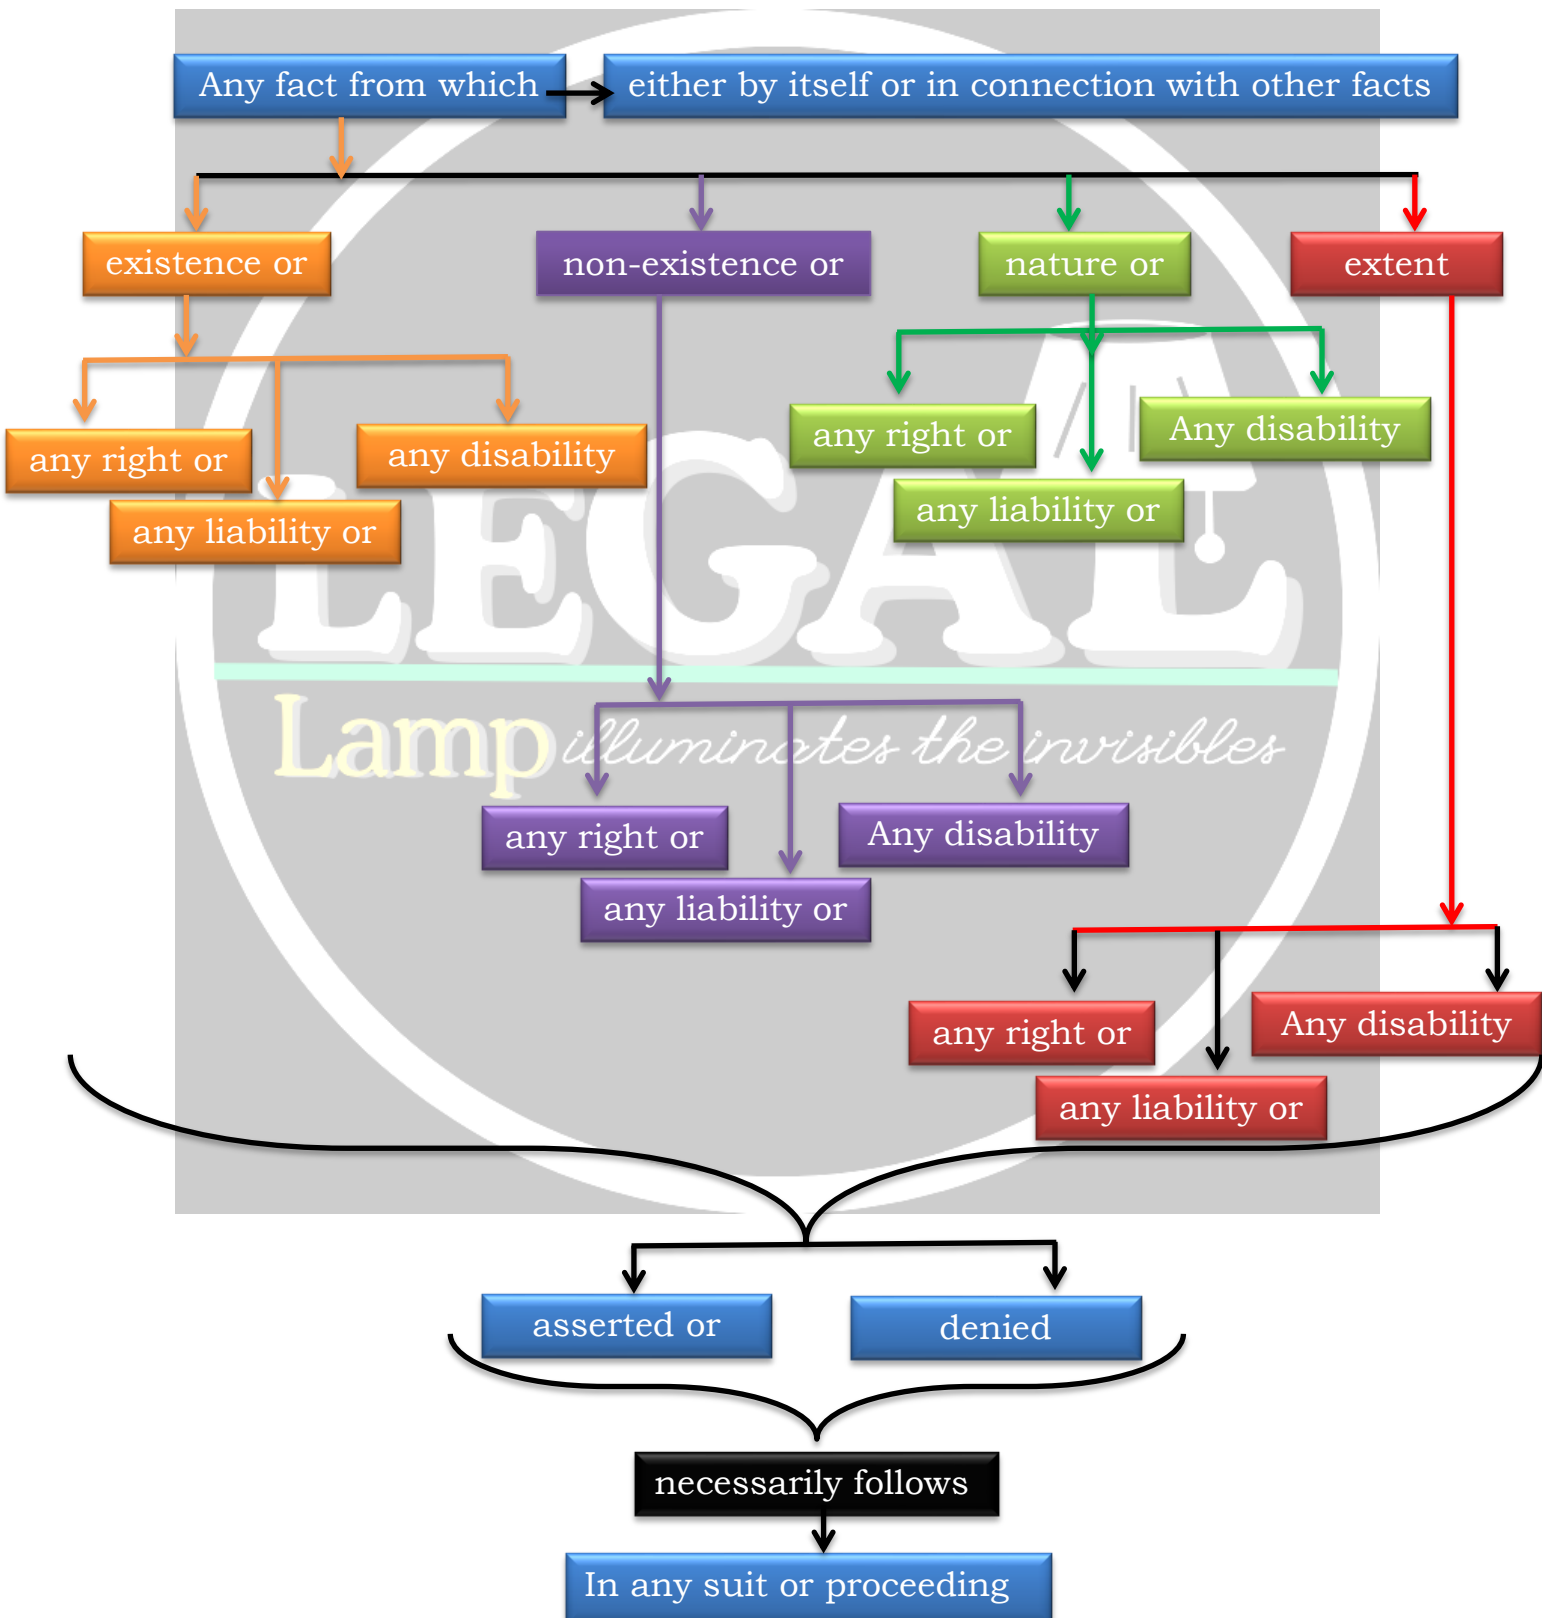 Any fact from which
either by itself or in connection with other facts
existence or
non-existence or
nature or
extent
any right or
any liability or
any disability
any right or
any liability or
Any disability
LEGAL
Lamp illuminates the invisibles
any right or
any liability or
Any disability
any right or
any liability or
Any disability
asserted or
denied
necessarily follows
In any suit or proceeding